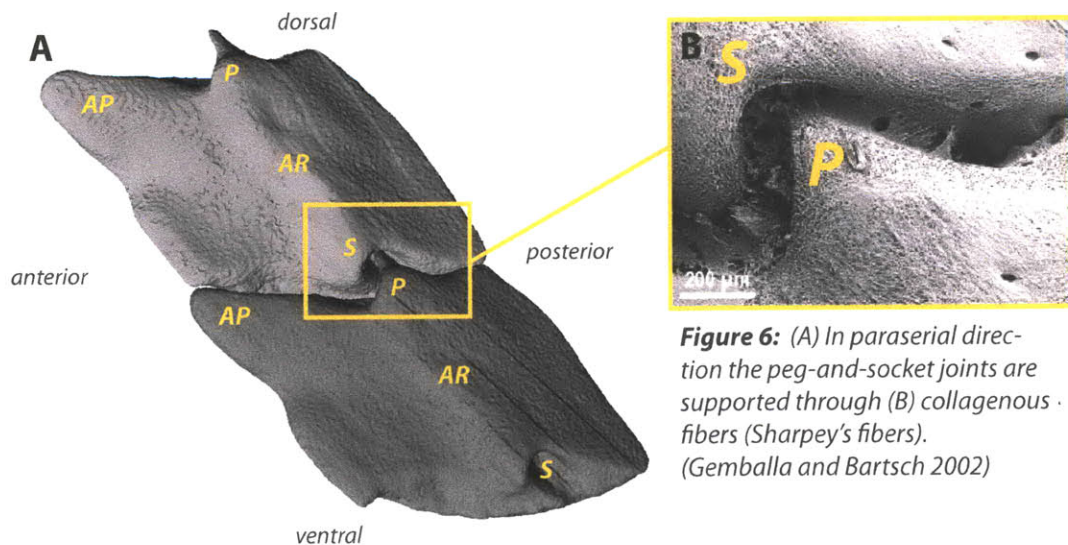 A
dorsal
P
AP
AR
S
P
anterior
posterior
AP
AR
S
ventral
B
S
P
200 µm
Figure 6: (A) In paraserial direc-
tion the peg-and-socket joints are
supported through (B) collagenous
fibers (Sharpey's fibers).
(Gemballa and Bartsch 2002)